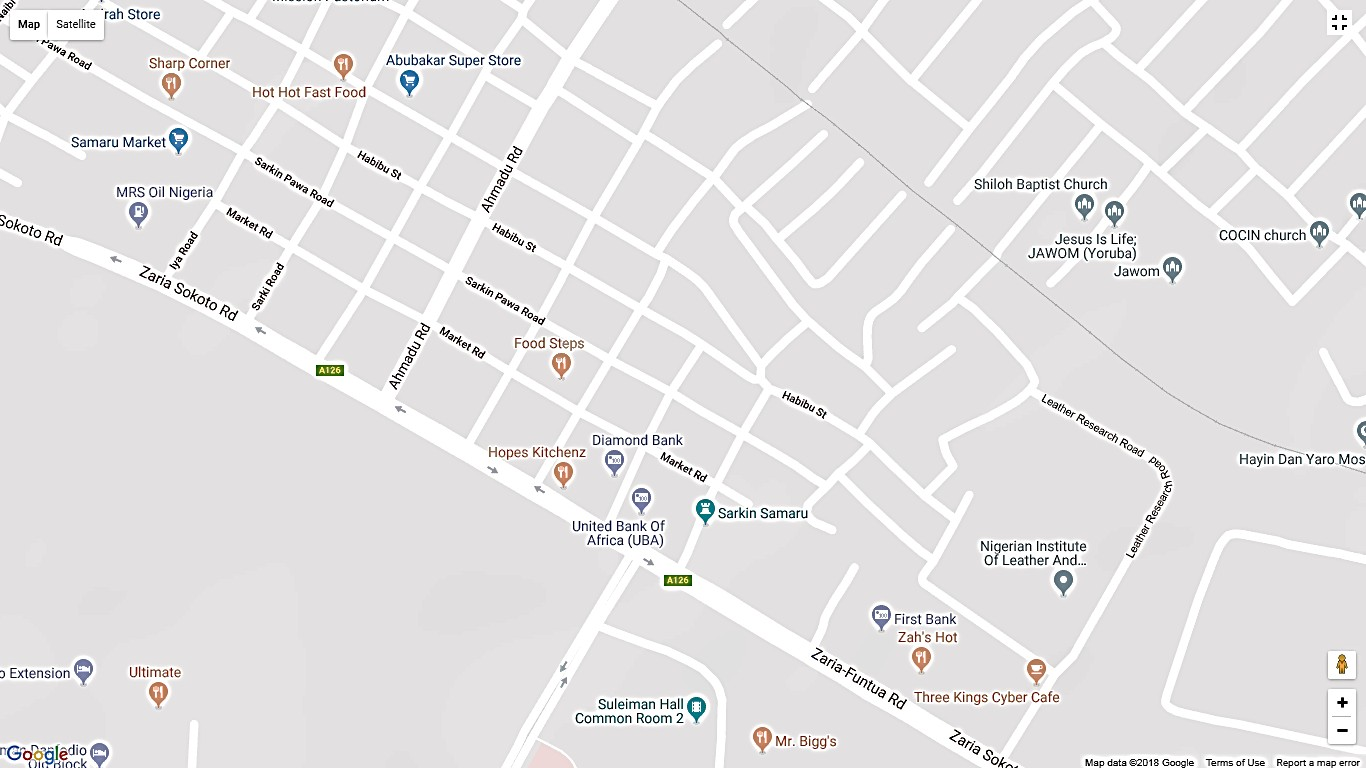 Map
Satellite
Store
Pawa Road
Sharp Corner
Hot Hot Fast Food
Abubakar Super Store
Samaru Market
Habibu St
Sarkin Pawa Road
Ahmadu Rd
MRS Oil Nigeria
Market Rd
Iya Road
Sarki Road
Sokoto Rd
Zaria Sokoto Rd
Habibu St
Sarkin Pawa Road
Shiloh Baptist Church
Jesus Is Life;
JAWOM (Yoruba)
Jawom
COCIN church
Ahmadu Rd
Market Rd
Food Steps
A126
Habibu St
Leather Research Road
Leather Research Road
Hayin Dan Yaro Mos
Hopes Kitchenz
Diamond Bank
Market Rd
United Bank Of
Africa (UBA)
Sarkin Samaru
Nigerian Institute
Of Leather And...
A126
First Bank
Zah's Hot
Three Kings Cyber Cafe
Zaria-Funtua Rd
o Extension
Ultimate
Suleiman Hall
Common Room 2
Mr. Bigg's
Zaria Soko
Google
Map data ©2018 Google
Terms of Use
Report a map error